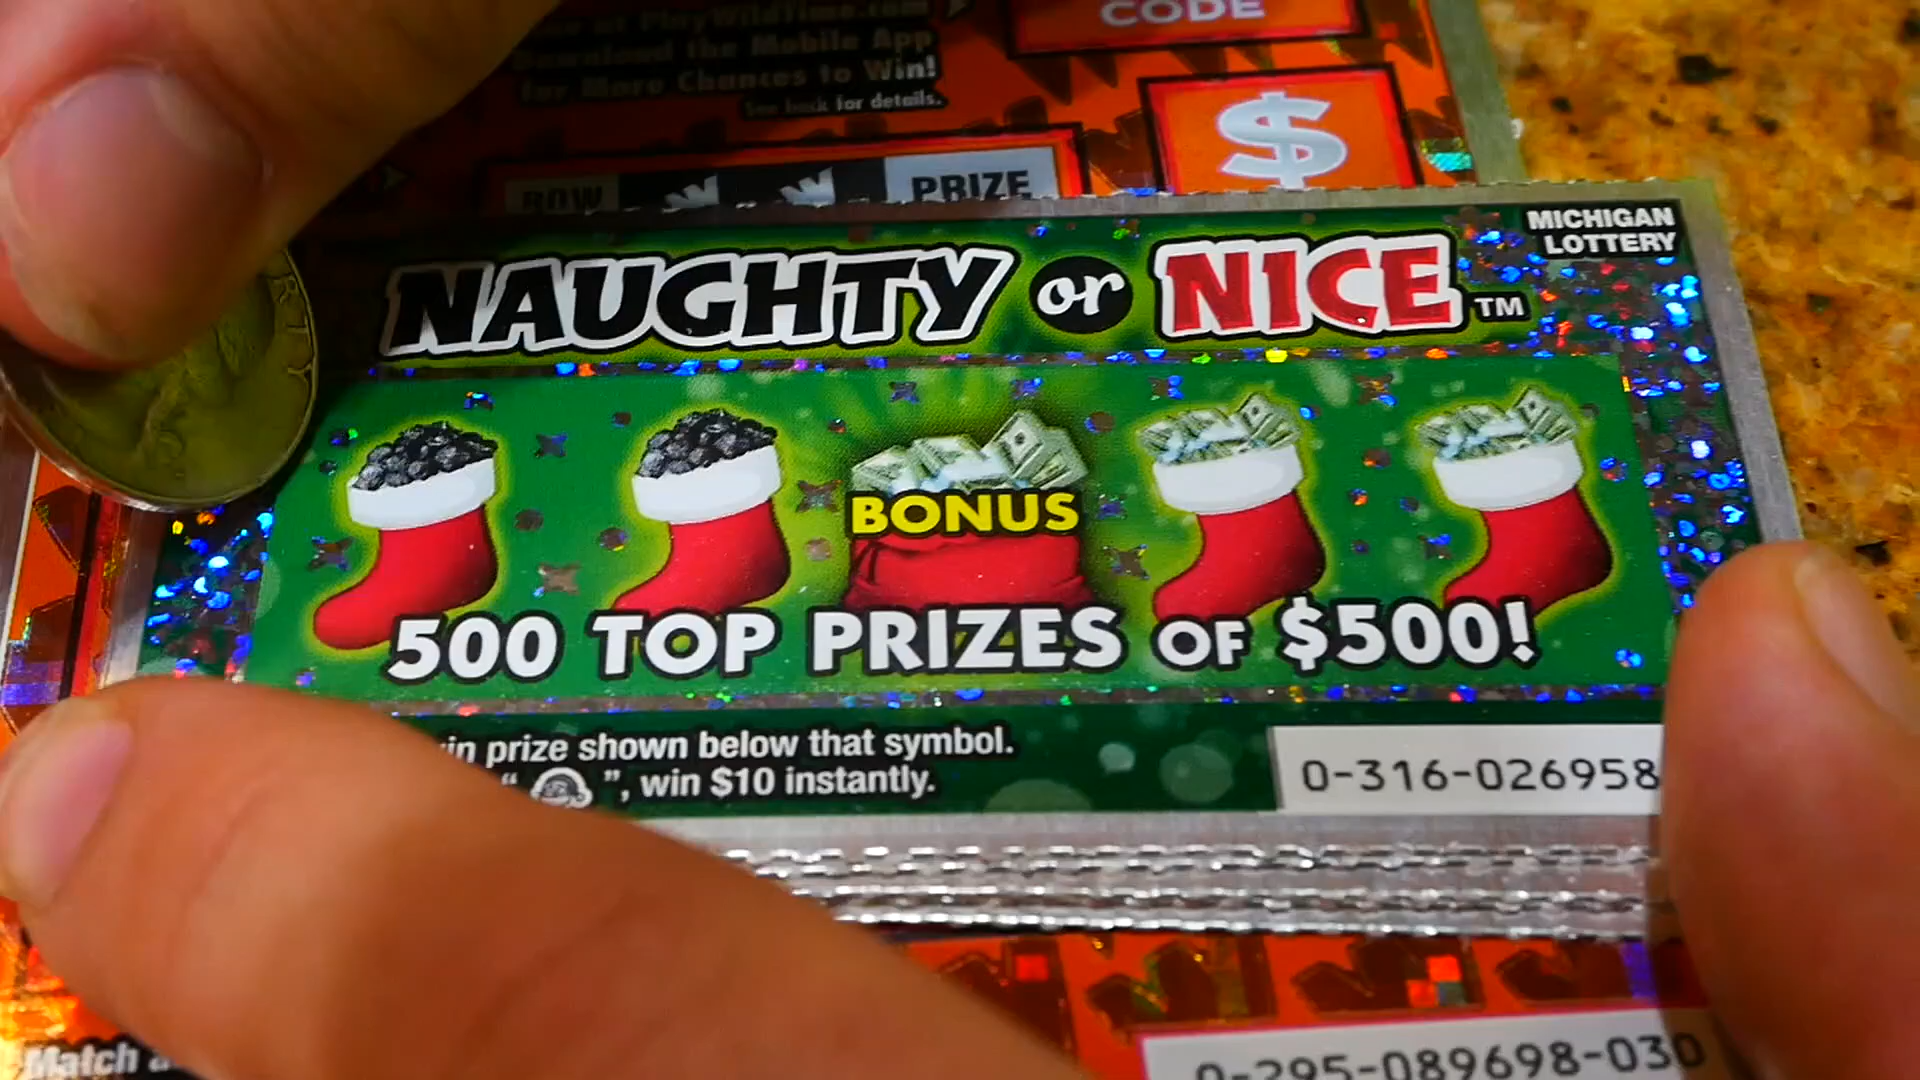 CODE
Download the Mobile App
for More Chances to Win!
See back for details.
$
ROW
PRIZE
MICHIGAN
LOTTERY
NAUGHTY or NICE™
BONUS
500 TOP PRIZES OF $500!
in prize shown below that symbol.
" ", win $10 instantly.
0-316-026958
Match
0-295-089698-030